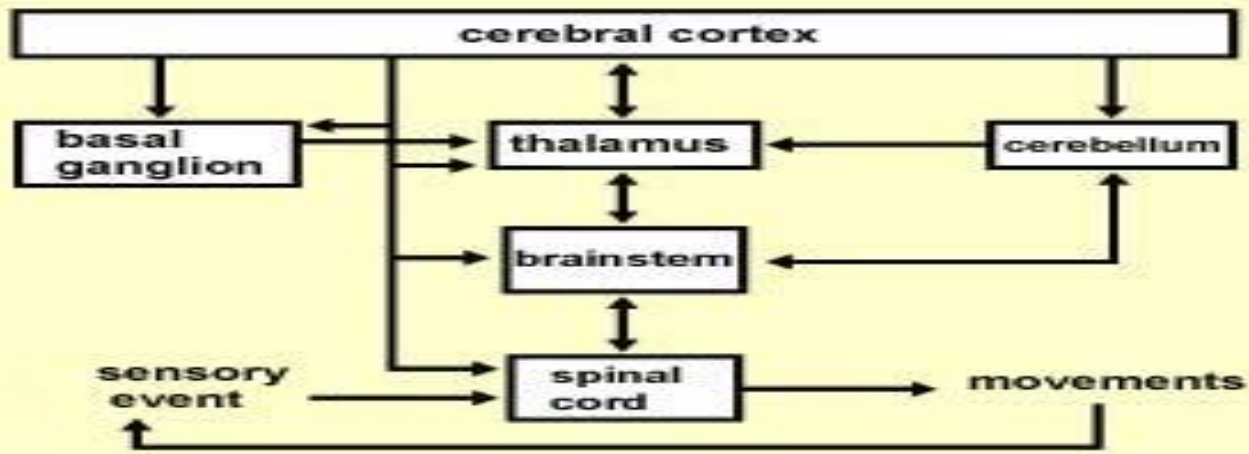 cerebral cortex
basal
ganglion
thalamus
cerebellum
brainstem
sensory
event
spinal
cord
movements